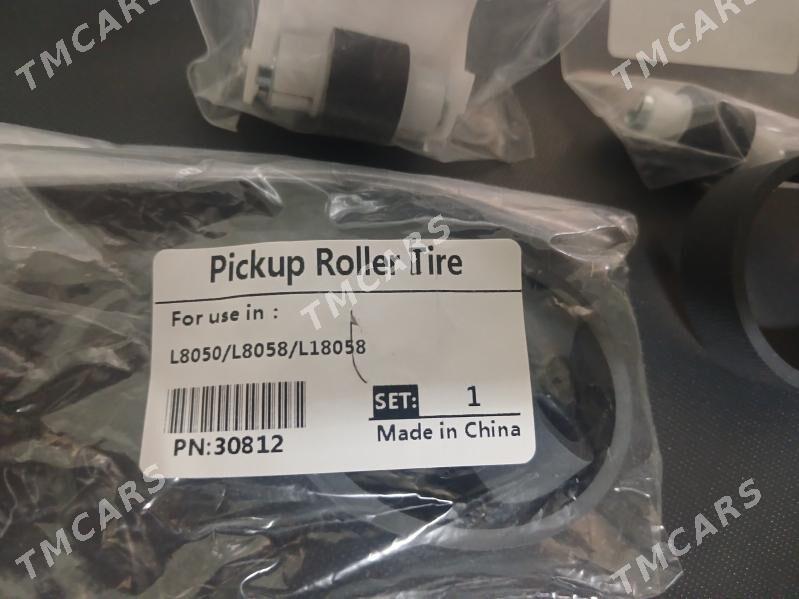 TMCARS
TMCARS
TMCARS
Pickup Roller Tire
For use in :
L8050/L8058/L18058
SET: 1
PN:30812
Made in China
TMCARS
TMCARS
TMCARS